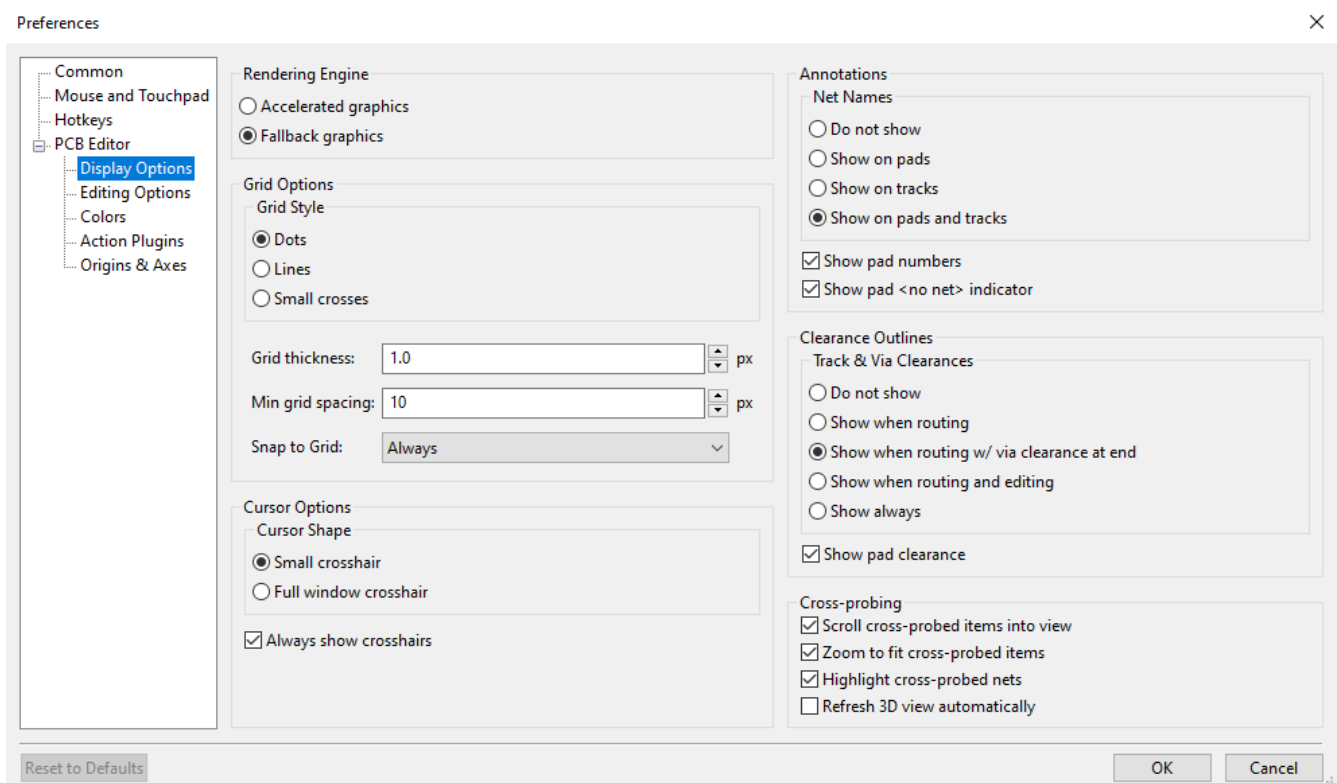 Preferences
Common
Mouse and Touchpad
Hotkeys
PCB Editor
Display Options
Editing Options
Colors
Action Plugins
Origins & Axes
Rendering Engine
Accelerated graphics
Fallback graphics
Grid Options
Grid Style
Dots
Lines
Small crosses
Grid thickness: 1.0 px
Min grid spacing: 10 px
Snap to Grid: Always
Cursor Options
Cursor Shape
Small crosshair
Full window crosshair
Always show crosshairs
Annotations
Net Names
Do not show
Show on pads
Show on tracks
Show on pads and tracks
Show pad numbers
Show pad <no net> indicator
Clearance Outlines
Track & Via Clearances
Do not show
Show when routing
Show when routing w/ via clearance at end
Show when routing and editing
Show always
Show pad clearance
Cross-probing
Scroll cross-probed items into view
Zoom to fit cross-probed items
Highlight cross-probed nets
Refresh 3D view automatically
Reset to Defaults
OK
Cancel